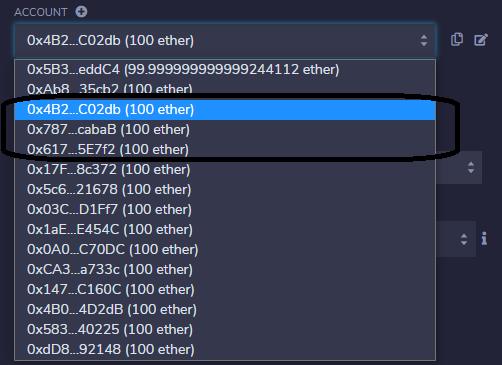 ACCOUNT
0x4B2...C02db (100 ether)
0x5B3...eddC4 (99.999999999999244112 ether)
0xAb8...35cb2 (100 ether)
0x4B2...C02db (100 ether)
0x787...cabaB (100 ether)
0x617...5E7f2 (100 ether)
0x17F...8c372 (100 ether)
0x5c6...21678 (100 ether)
0x03C...D1Ff7 (100 ether)
0x1aE...E454C (100 ether)
0x0A0...C70DC (100 ether)
0xCA3...a733c (100 ether)
0x147...C160C (100 ether)
0x4B0...4D2dB (100 ether)
0x583...40225 (100 ether)
0xdD8...92148 (100 ether)